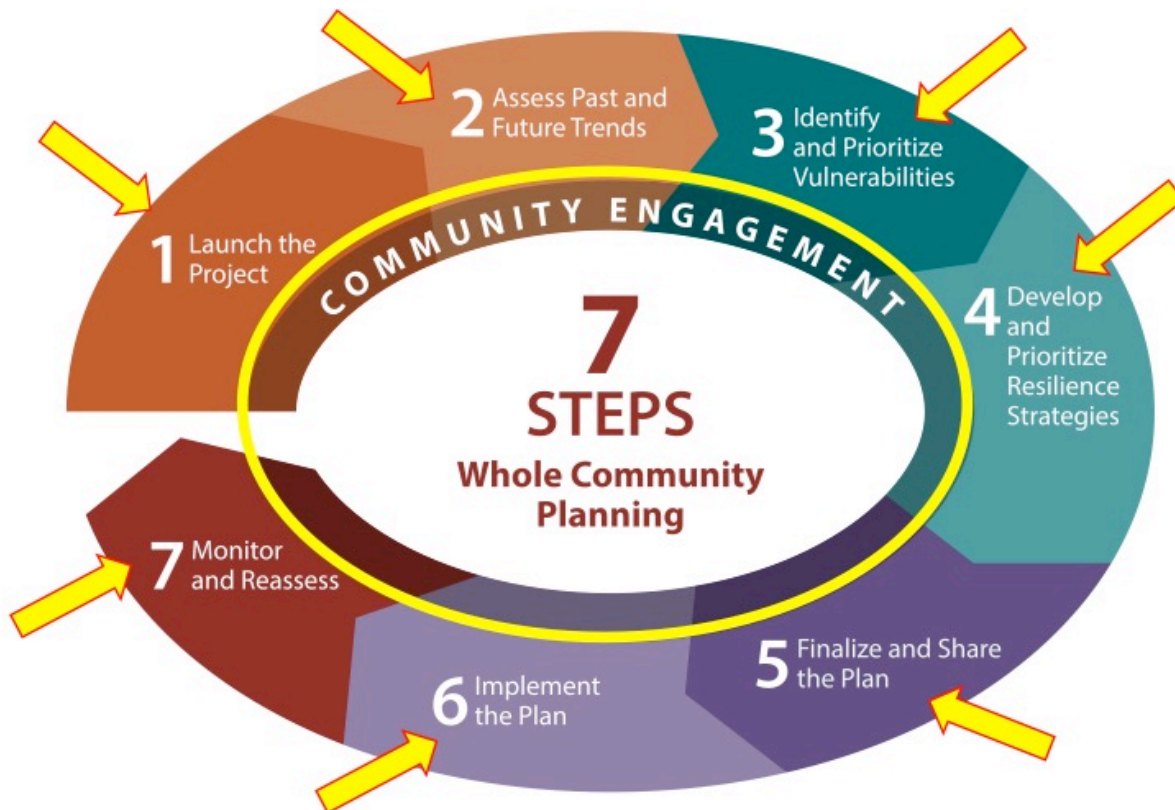 1 Launch the
Project
2 Assess Past and
Future Trends
3 Identify
and Prioritize
Vulnerabilities
4 Develop
and
Prioritize
Resilience
Strategies
5 Finalize and Share
the Plan
6 Implement
the Plan
7 Monitor
and Reassess
COMMUNITY ENGAGEMENT
7
STEPS
Whole Community
Planning